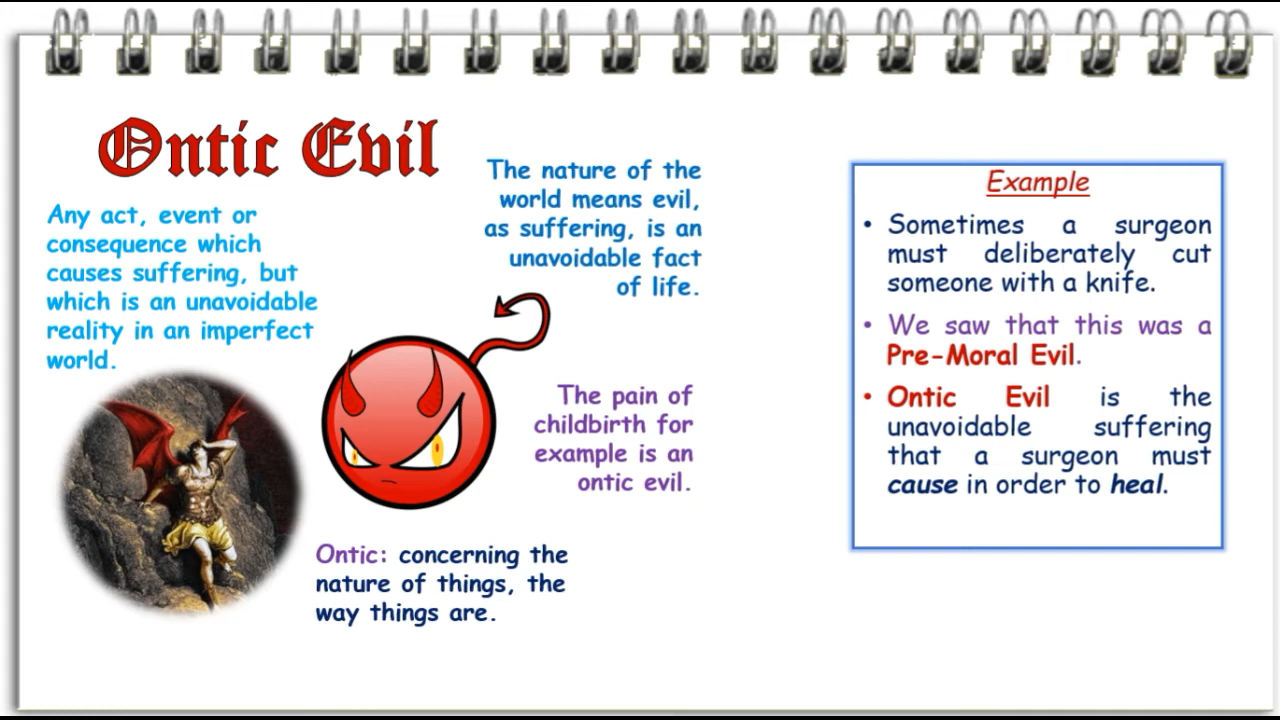 Ontic Evil
Any act, event or
consequence which
causes suffering, but
which is an unavoidable
reality in an imperfect
world.
The nature of the
world means evil,
as suffering, is an
unavoidable fact
of life.
The pain of
childbirth for
example is an
ontic evil.
Ontic: concerning the
nature of things, the
way things are.
Example
• Sometimes a surgeon
must deliberately cut
someone with a knife.
• We saw that this was a
Pre-Moral Evil.
• Ontic Evil is the
unavoidable suffering
that a surgeon must
cause in order to heal.